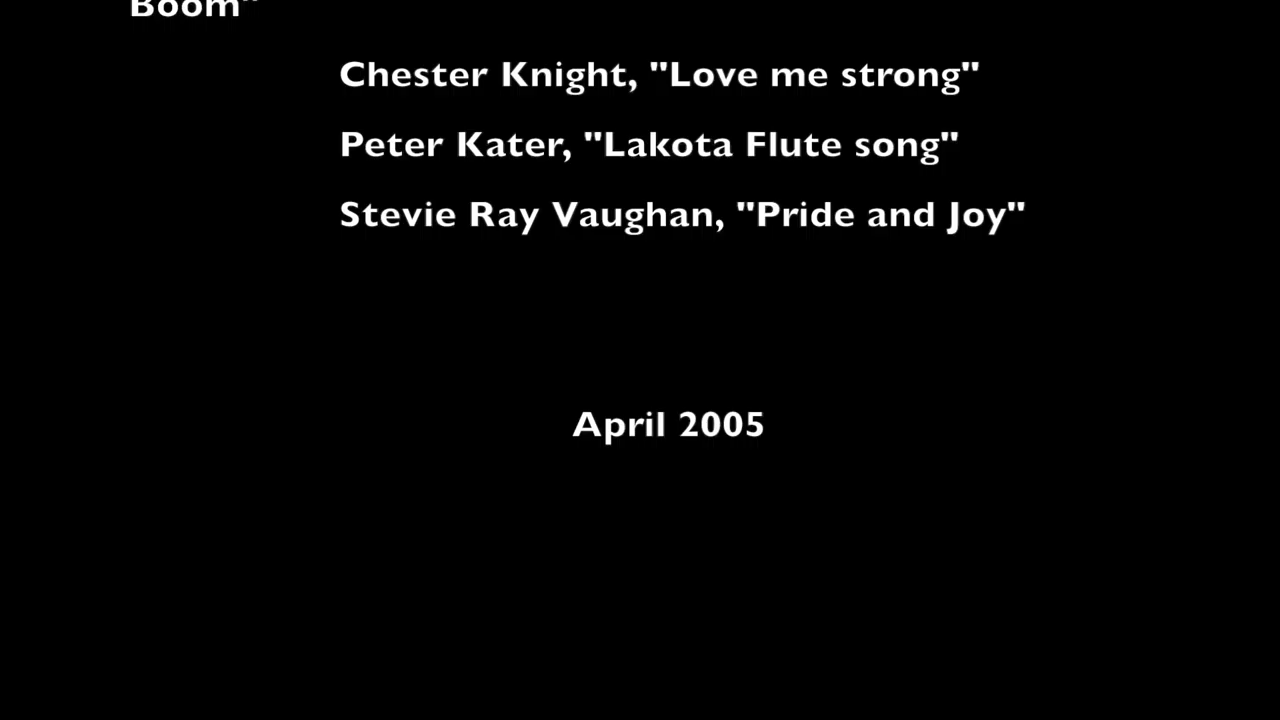 Boom"
Chester Knight, "Love me strong"
Peter Kater, "Lakota Flute song"
Stevie Ray Vaughan, "Pride and Joy"
April 2005